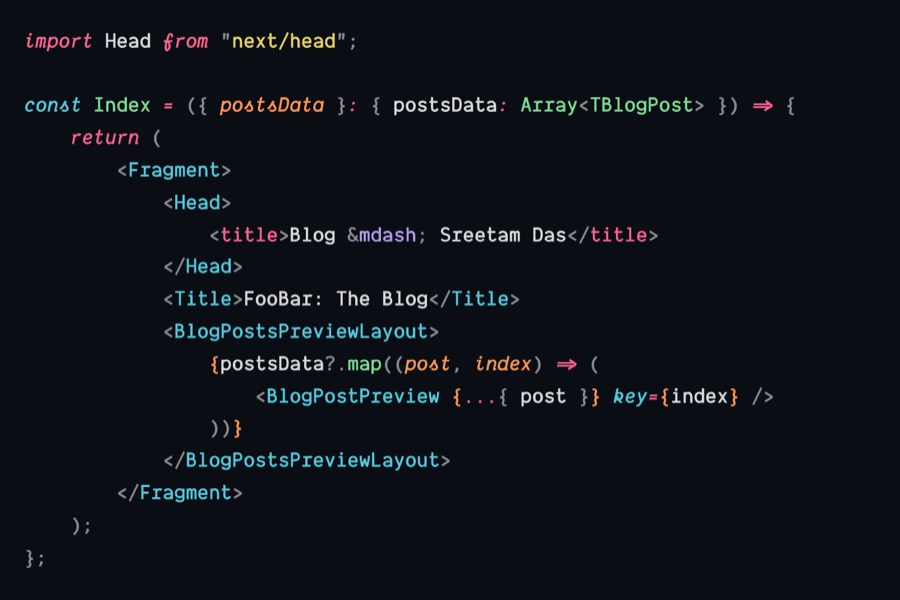 import Head from "next/head";

const Index = ({ postsData }: { postsData: Array<TBlogPost> }) => {
    return (
        <Fragment>
            <Head>
                <title>Blog &mdash; Sreetam Das</title>
            </Head>
            <Title>FooBar: The Blog</Title>
            <BlogPostsPreviewLayout>
                {postsData?.map((post, index) => (
                    <BlogPostPreview {...{ post }} key={index} />
                ))}
            </BlogPostsPreviewLayout>
        </Fragment>
    );
};